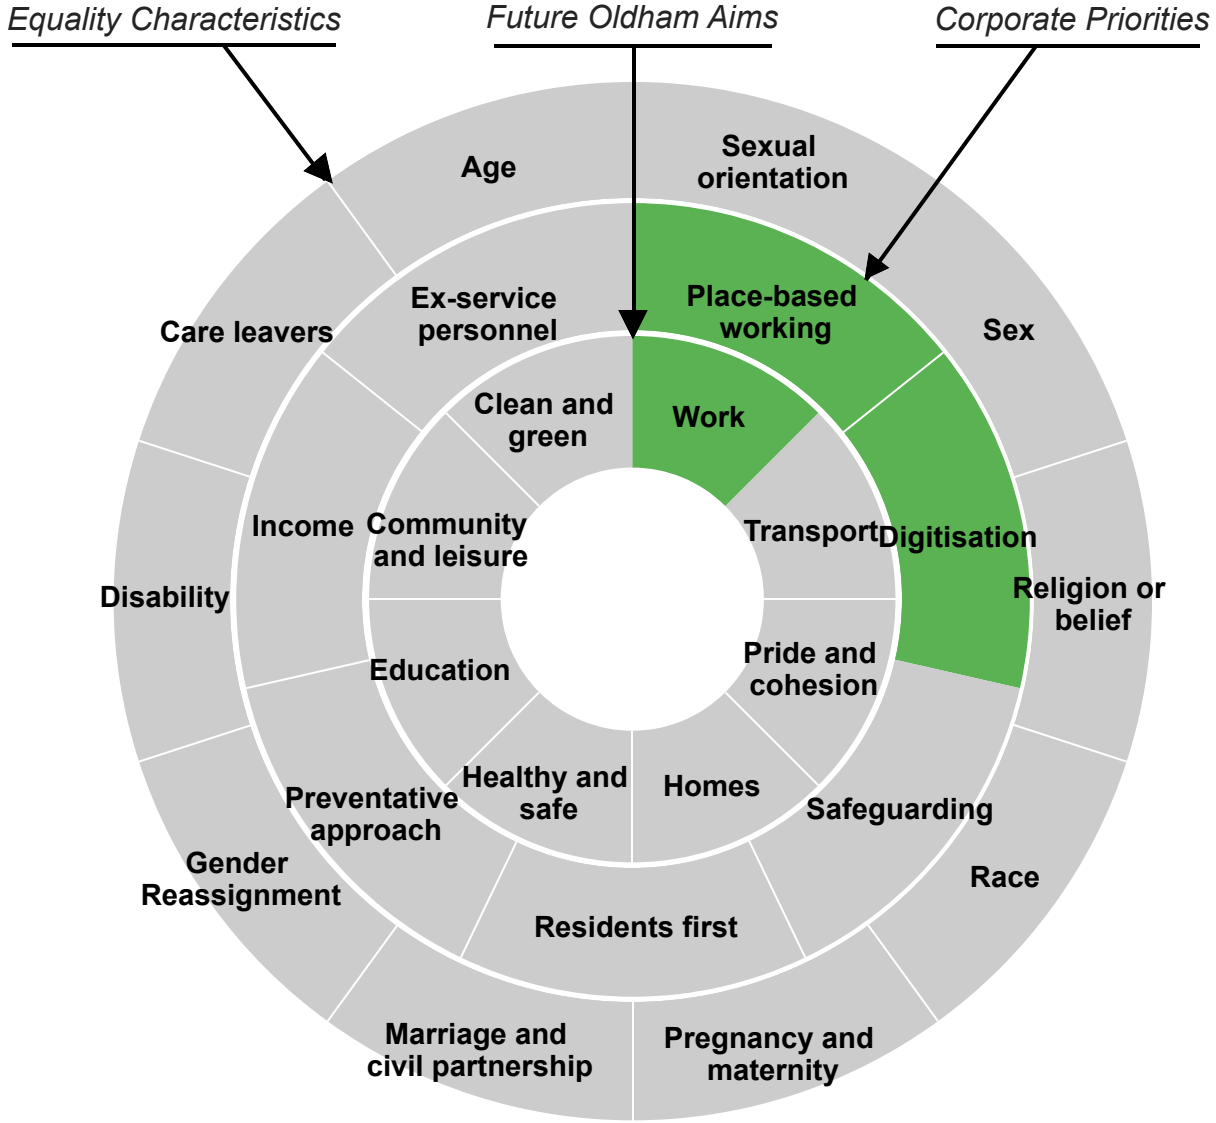 Equality Characteristics
Future Oldham Aims
Corporate Priorities
Age
Sexual
orientation
Sex
Religion or
belief
Race
Pregnancy and
maternity
Marriage and
civil partnership
Gender
Reassignment
Disability
Care leavers
Ex-service
personnel
Place-based
working
Digitisation
Safeguarding
Residents first
Preventative
approach
Income
Clean and
green
Work
Transport
Pride and
cohesion
Homes
Healthy and
safe
Education
Community
and leisure